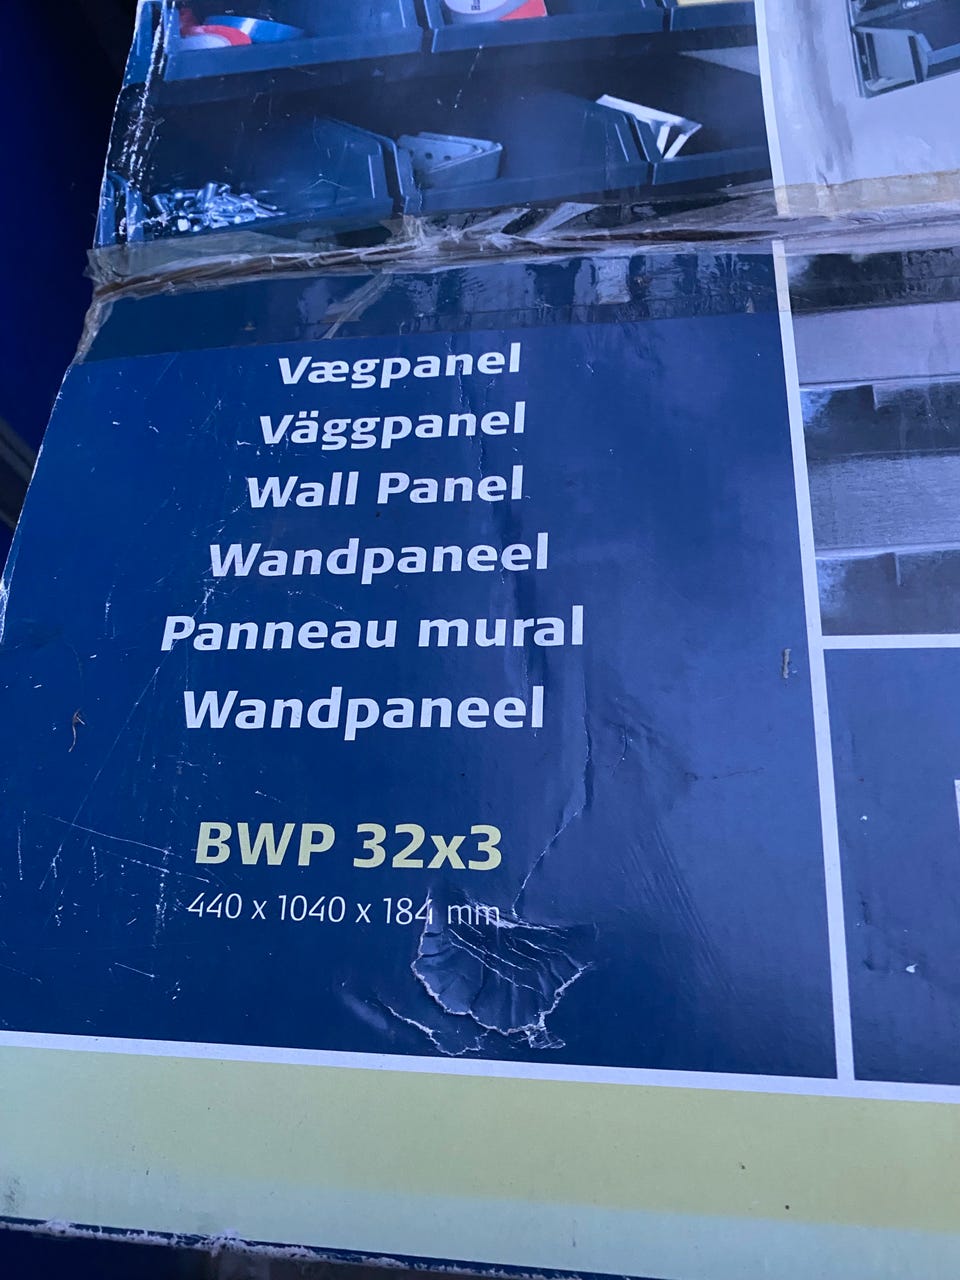 Vægpanel
Väggpanel
Wall Panel
Wandpaneel
Panneau mural
Wandpaneel
BWP 32x3
440 x 1040 x 184 mm